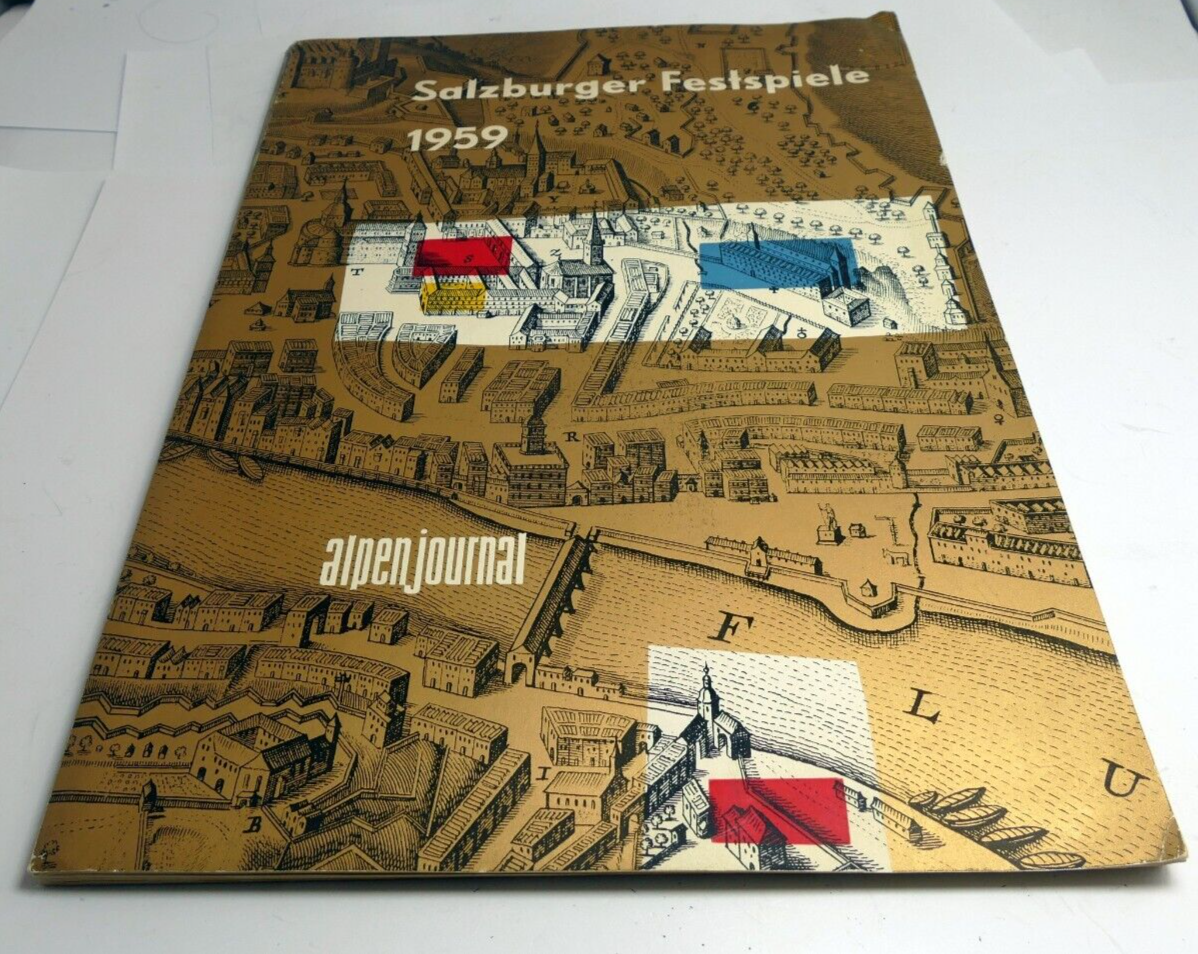 Salzburger Festspiele
1959
Y
T
S
Z
R
alpenjournal
F
L
U
I
B